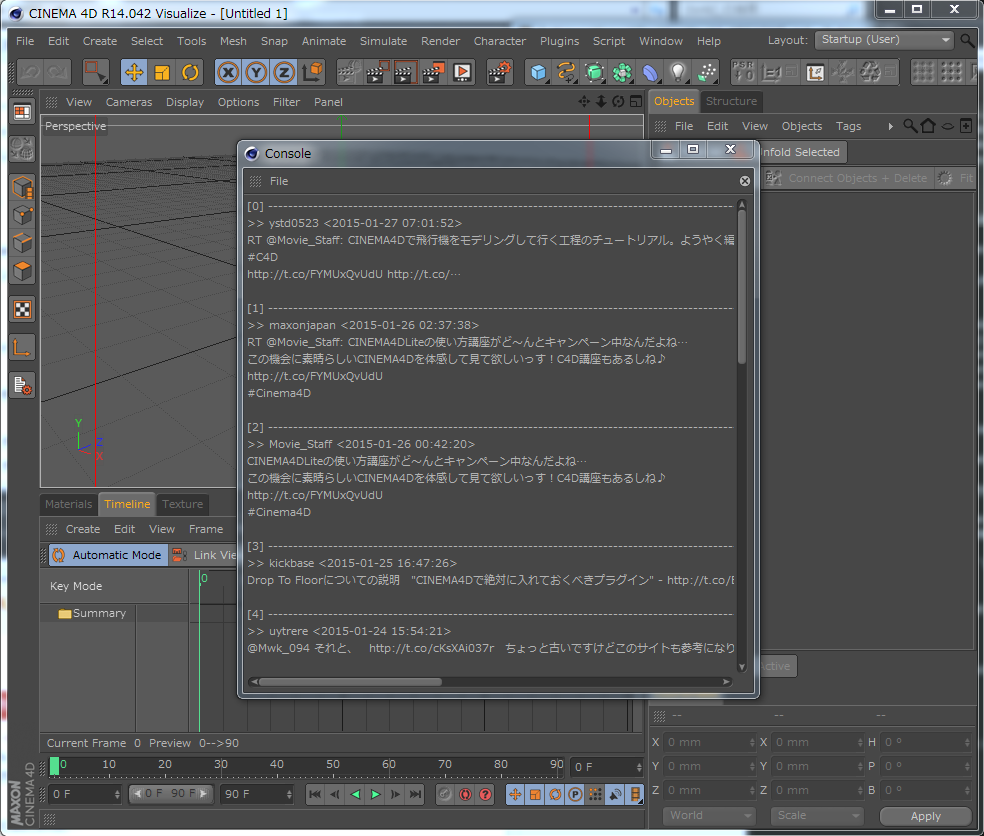 CINEMA 4D R14.042 Visualize - [Untitled 1]
File Edit Create Select Tools Mesh Snap Animate Simulate Render Character Plugins Script Window Help Layout: Startup (User)
PSR
View Cameras Display Options Filter Panel
Objects Structure
File Edit View Objects Tags
Perspective
nfold Selected
Connect Objects + Delete Fit
Console
File
[0] ----------------------------------------------------------------
>> ystd0523 <2015-01-27 07:01:52>
RT @Movie_Staff: CINEMA4Dで飛行機をモデリングして行く工程のチュートリアル。ようやく編
#C4D
http://t.co/FYMUxQvUdU http://t.co/…
[1] ----------------------------------------------------------------
>> maxonjapan <2015-01-26 02:37:38>
RT @Movie_Staff: CINEMA4DLiteの使い方講座がど～んとキャンペーン中なんだよね…
この機会に素晴らしいCINEMA4Dを体感して見て欲しいっす！C4D講座もあるしね♪
http://t.co/FYMUxQvUdU
#Cinema4D
[2] ----------------------------------------------------------------
>> Movie_Staff <2015-01-26 00:42:20>
CINEMA4DLiteの使い方講座がど～んとキャンペーン中なんだよね…
この機会に素晴らしいCINEMA4Dを体感して見て欲しいっす！C4D講座もあるしね♪
http://t.co/FYMUxQvUdU
#Cinema4D
[3] ----------------------------------------------------------------
>> kickbase <2015-01-25 16:47:26>
Drop To Floorについての説明　"CINEMA4Dで絶対に入れておくべきプラグイン" - http://t.co/E
[4] ----------------------------------------------------------------
>> uytrere <2015-01-24 15:54:21>
@Mwk_094 それと、　http://t.co/cKsXAi037r　ちょっと古いですけどこのサイトも参考になり
Y
Z
X
Materials Timeline Texture
Create Edit View Frame
Automatic Mode Link Vie
Key Mode
0
Summary
Active
Current Frame 0 Preview 0-->90
0 10 20 30 40 50 60 70 80 90 0 F
0 F 0 F 90 F 90 F
-- -- --
X 0 mm X 0 mm H 0 °
Y 0 mm Y 0 mm P 0 °
Z 0 mm Z 0 mm B 0 °
World Scale Apply
MAXON
CINEMA 4D